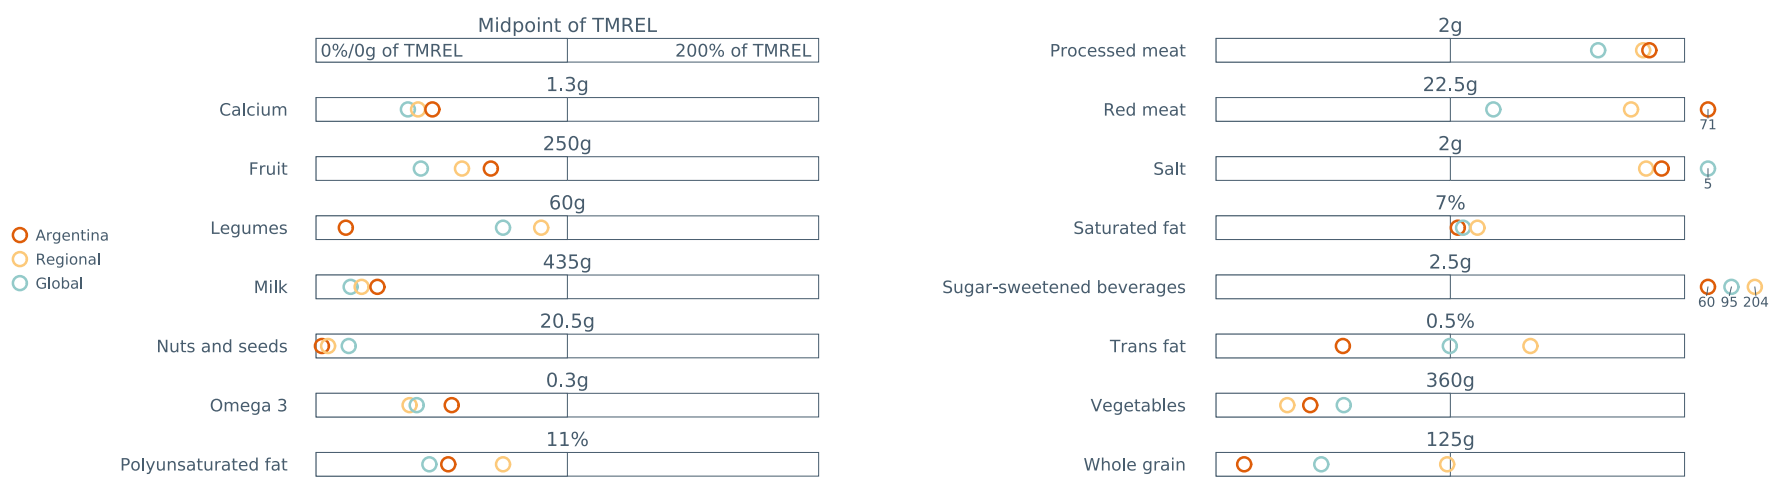 Midpoint of TMREL
0%/0g of TMREL
200% of TMREL
1.3g
Calcium
250g
Fruit
60g
Legumes
435g
Milk
20.5g
Nuts and seeds
0.3g
Omega 3
11%
Polyunsaturated fat
Argentina
Regional
Global
2g
Processed meat
22.5g
Red meat
71
2g
Salt
5
7%
Saturated fat
2.5g
Sugar-sweetened beverages
60 95 204
0.5%
Trans fat
360g
Vegetables
125g
Whole grain